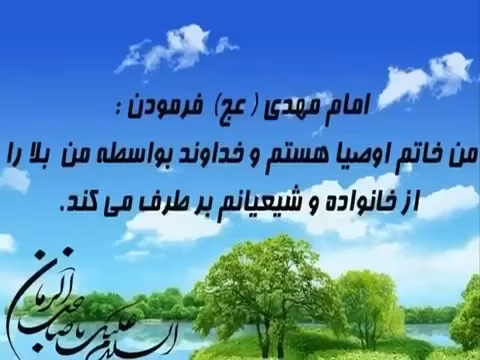 امام مهدی ( عج) فرمودن :
من خاتم اوصیا هستم و خداوند بواسطه من بلا را
از خانواده و شیعیانم بر طرف می کند.
السلام علیک یا صاحب الزمان